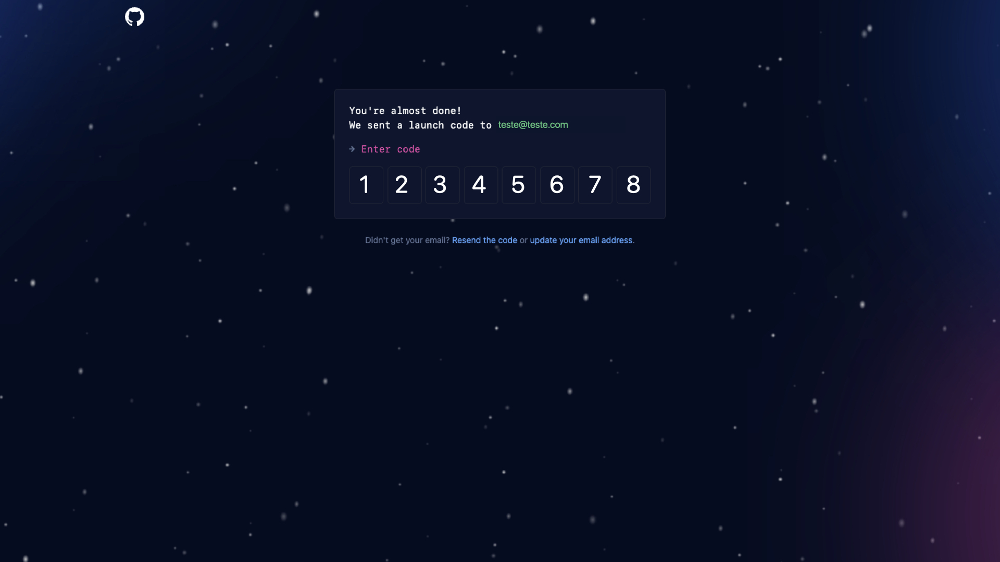 You're almost done!
We sent a launch code to teste@teste.com
→ Enter code
1 2 3 4 5 6 7 8
Didn't get your email? Resend the code or update your email address.